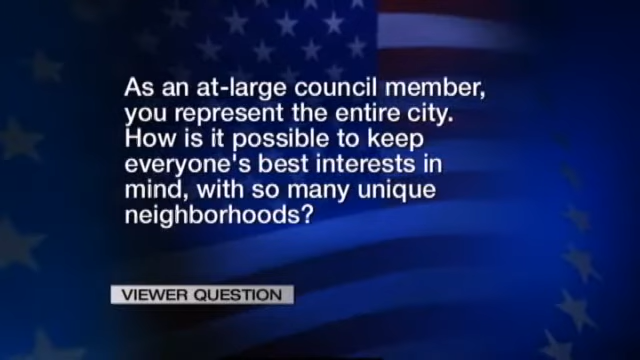 As an at-large council member,
you represent the entire city.
How is it possible to keep
everyone's best interests in
mind, with so many unique
neighborhoods?
VIEWER QUESTION